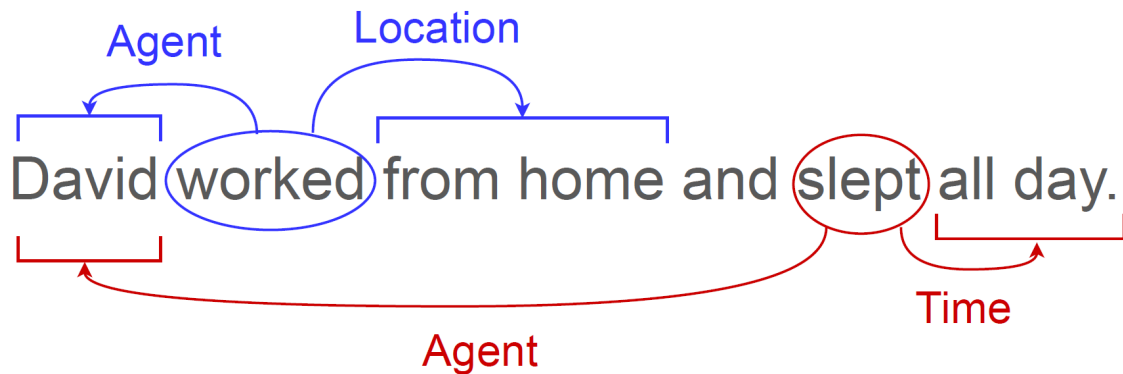 Agent Location
David worked from home and slept all day.
Time
Agent